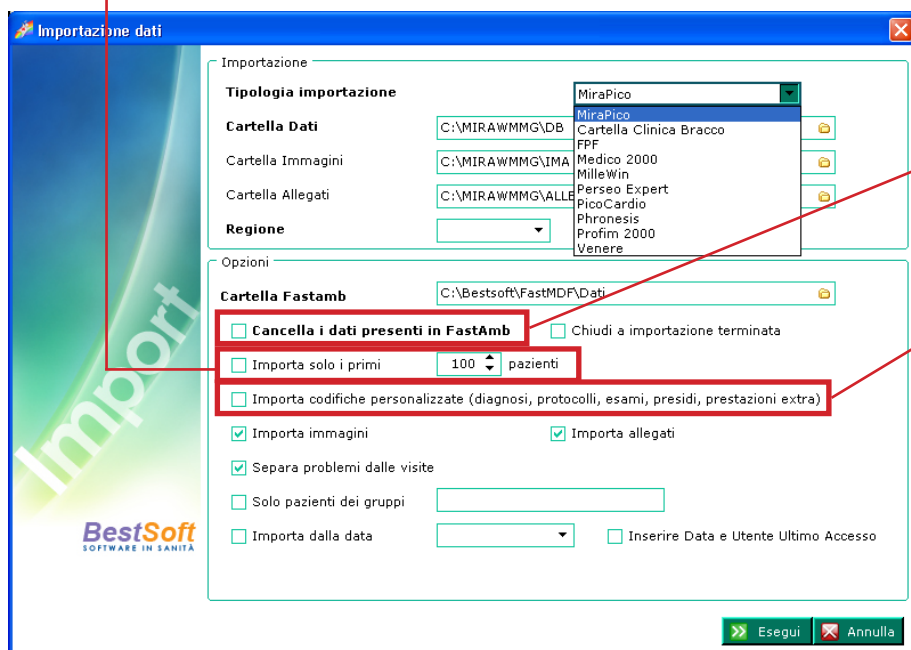 Importazione dati
Importazione
Tipologia importazione
MiraPico
MiraPico
Cartella Clinica Bracco
FPF
Medico 2000
MilleWin
Perseo Expert
PicoCardio
Phronesis
Profim 2000
Venere
Cartella Dati
C:\MIRAWMMG\DB
Cartella Immagini
C:\MIRAWMMG\IMA
Cartella Allegati
C:\MIRAWMMG\ALLE
Regione
Opzioni
Cartella Fastamb
C:\Bestsoft\FastMDF\Dati
Cancella i dati presenti in FastAmb
Chiudi a importazione terminata
Importa solo i primi 100 pazienti
Importa codifiche personalizzate (diagnosi, protocolli, esami, presidi, prestazioni extra)
Importa immagini
Importa allegati
Separa problemi dalle visite
Solo pazienti dei gruppi
Importa dalla data
Inserire Data e Utente Ultimo Accesso
Import
BestSoft
SOFTWARE IN SANITÀ
Esegui
Annulla